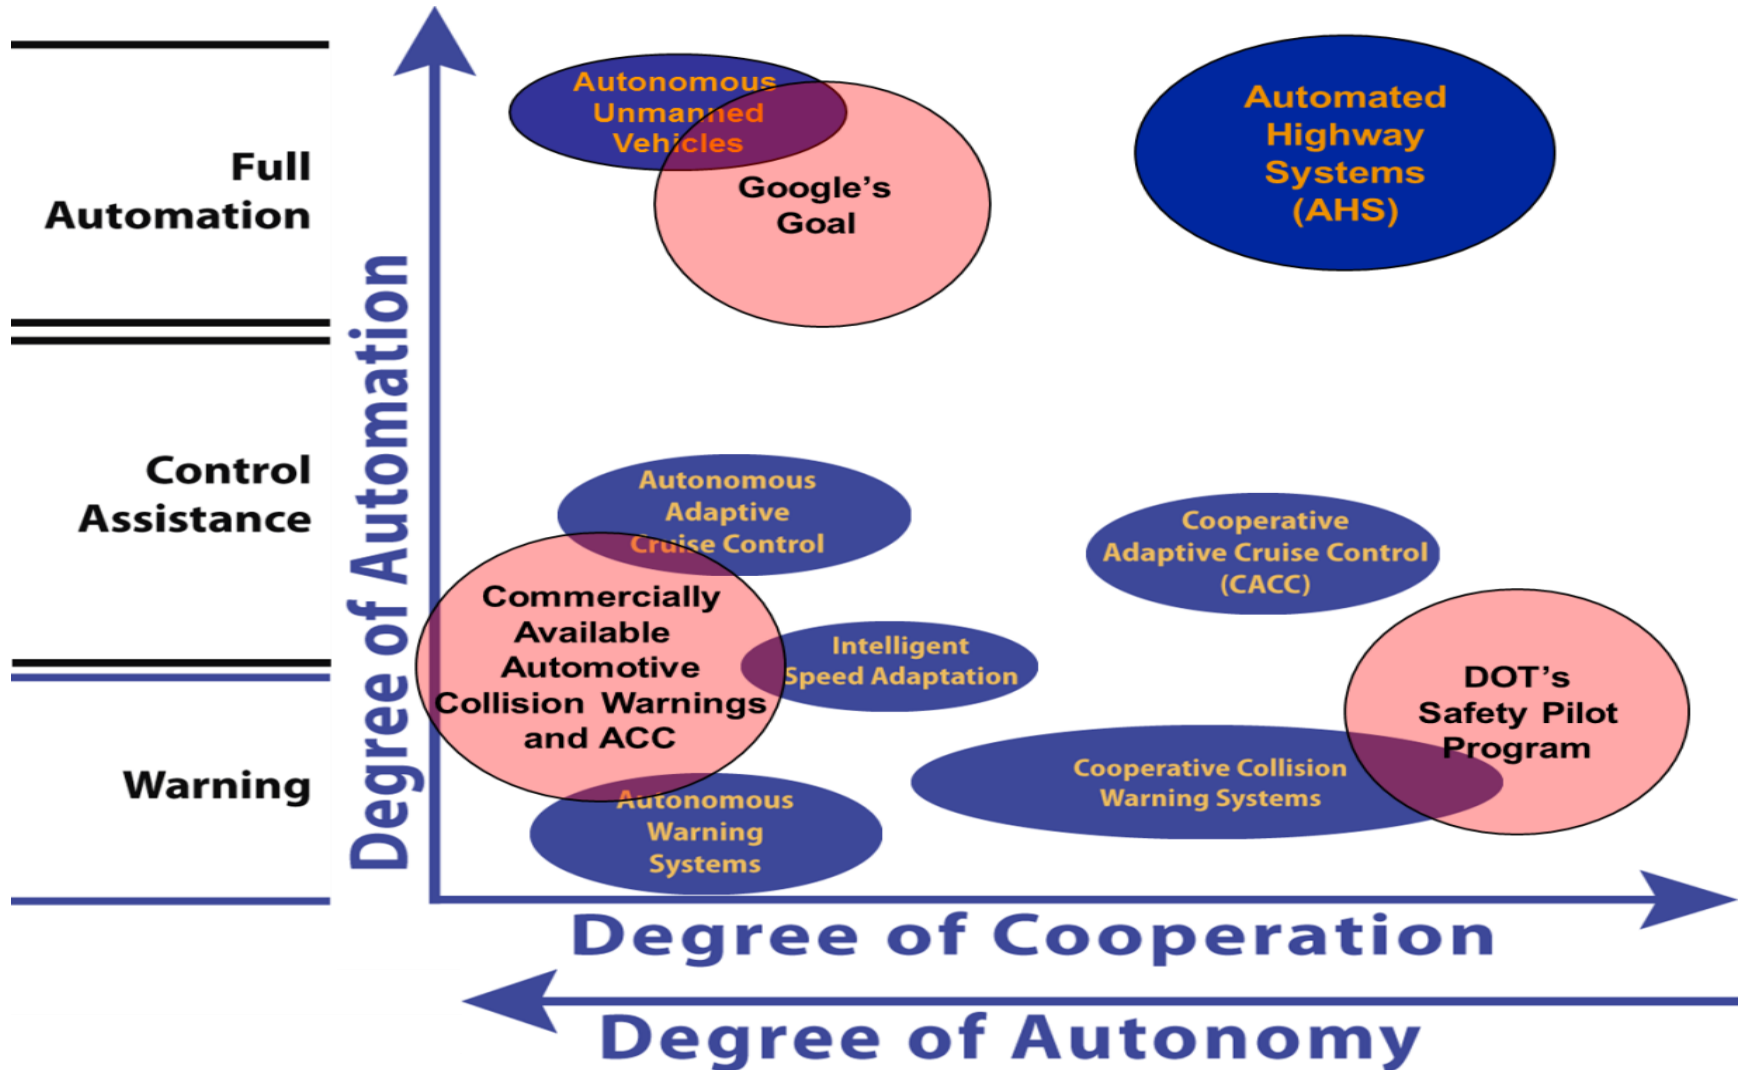 Full
Automation
Control
Assistance
Warning
Degree of Automation
Autonomous
Unmanned
Vehicles
Google’s
Goal
Automated
Highway
Systems
(AHS)
Autonomous
Adaptive
Cruise Control
Cooperative
Adaptive Cruise Control
(CACC)
Commercially
Available
Automotive
Collision Warnings
and ACC
Intelligent
Speed Adaptation
DOT’s
Safety Pilot
Program
Cooperative Collision
Warning Systems
Autonomous
Warning
Systems
Degree of Cooperation
Degree of Autonomy